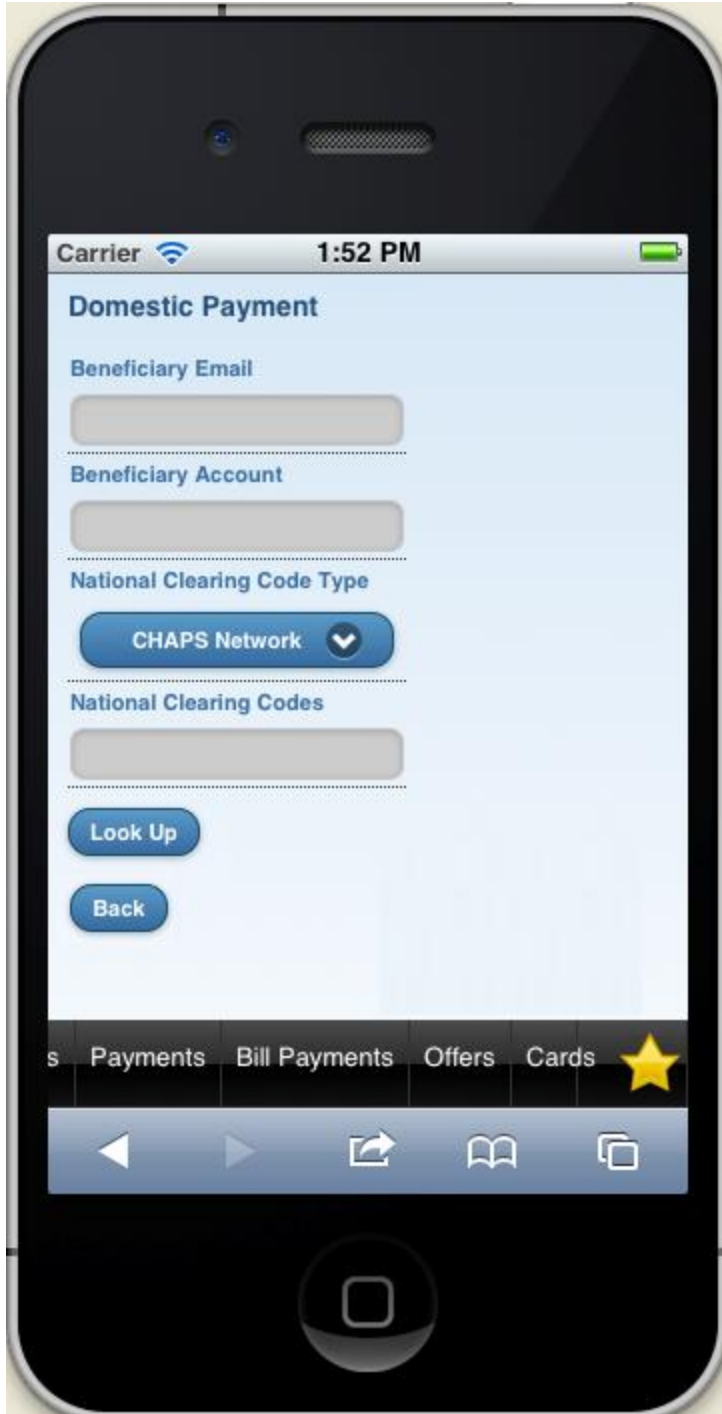 Carrier 1:52 PM
Domestic Payment
Beneficiary Email
Beneficiary Account
National Clearing Code Type
CHAPS Network
National Clearing Codes
Look Up
Back
s Payments Bill Payments Offers Cards